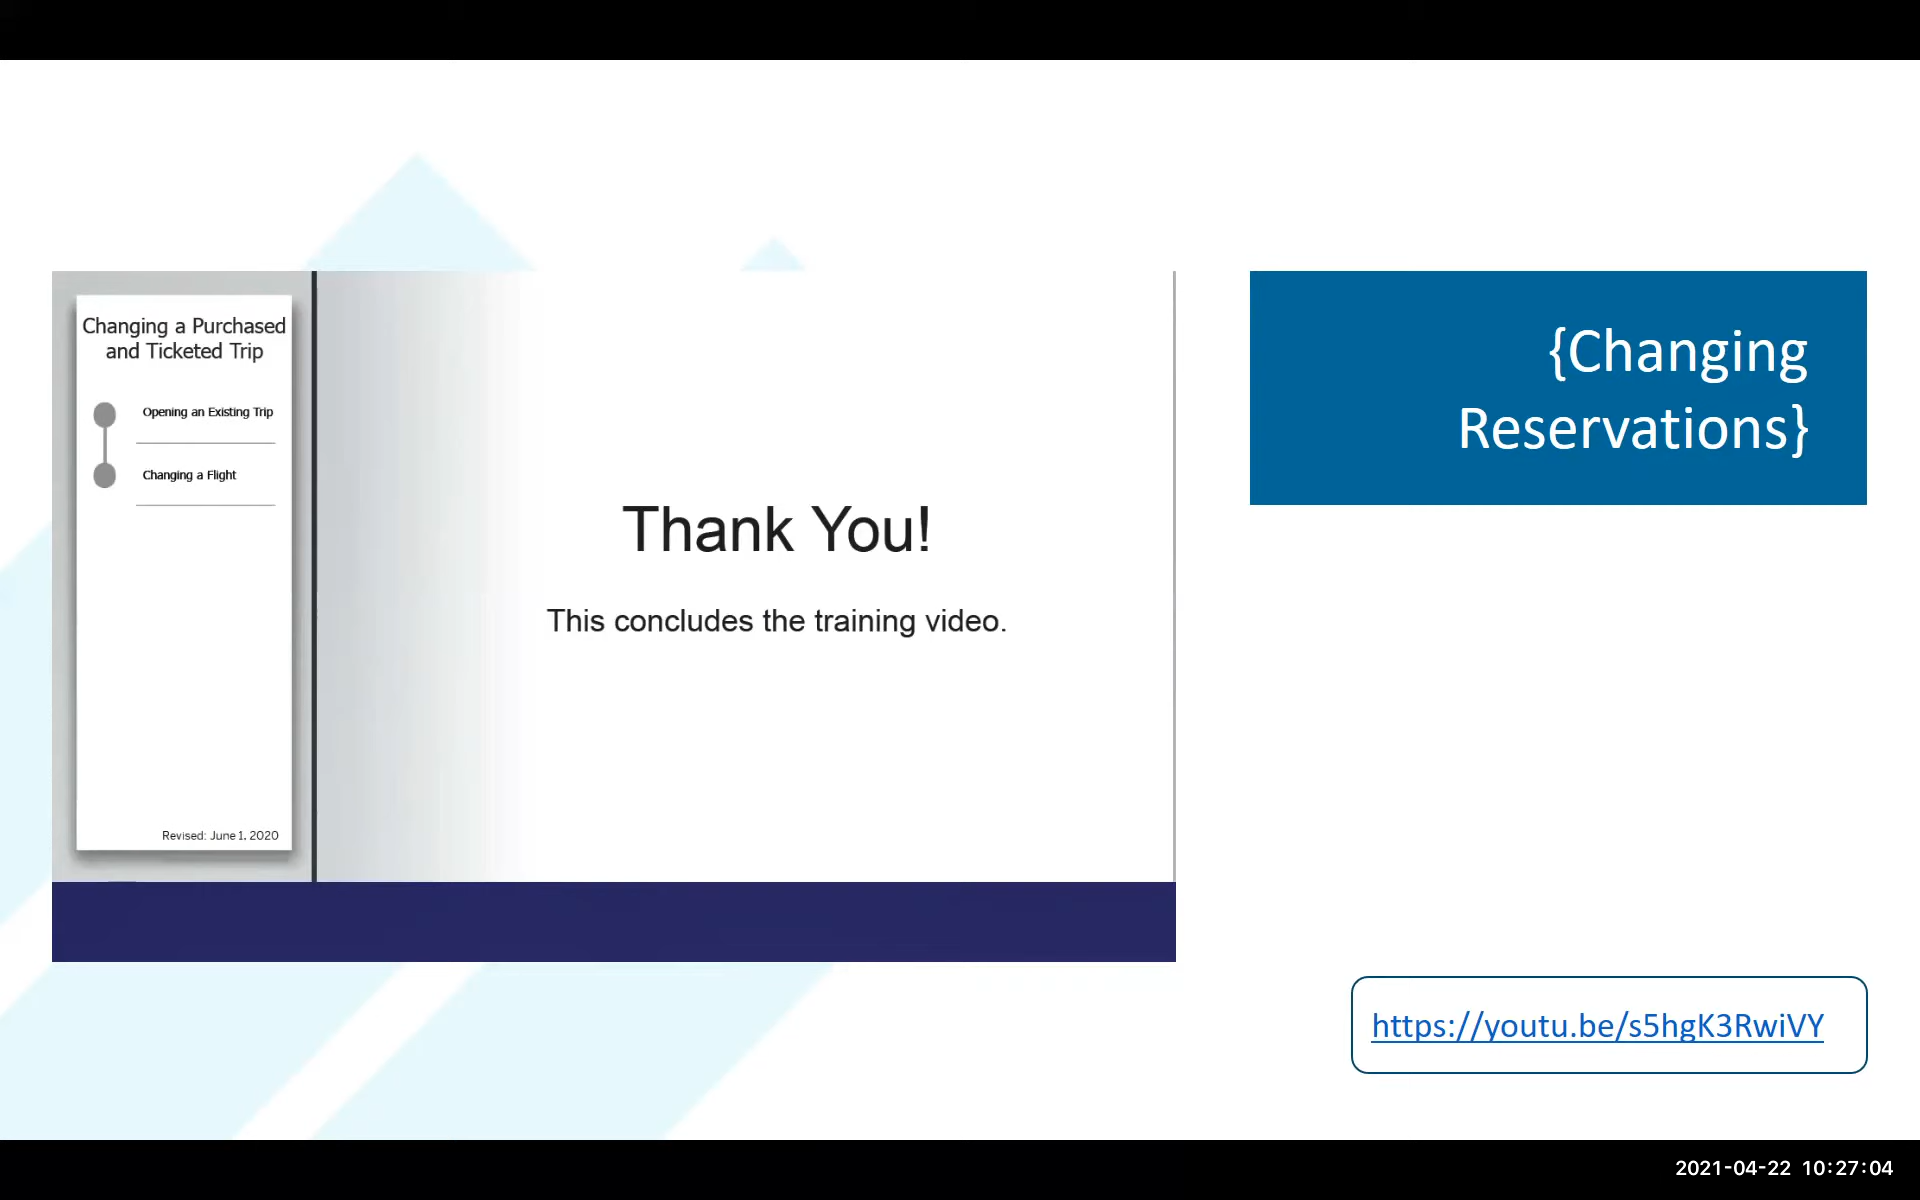 Changing a Purchased
and Ticketed Trip
Opening an Existing Trip
Changing a Flight
Revised: June 1, 2020
Thank You!
This concludes the training video.
{Changing
Reservations}
https://youtu.be/s5hgK3RwiVY
2021-04-22 10:27:04